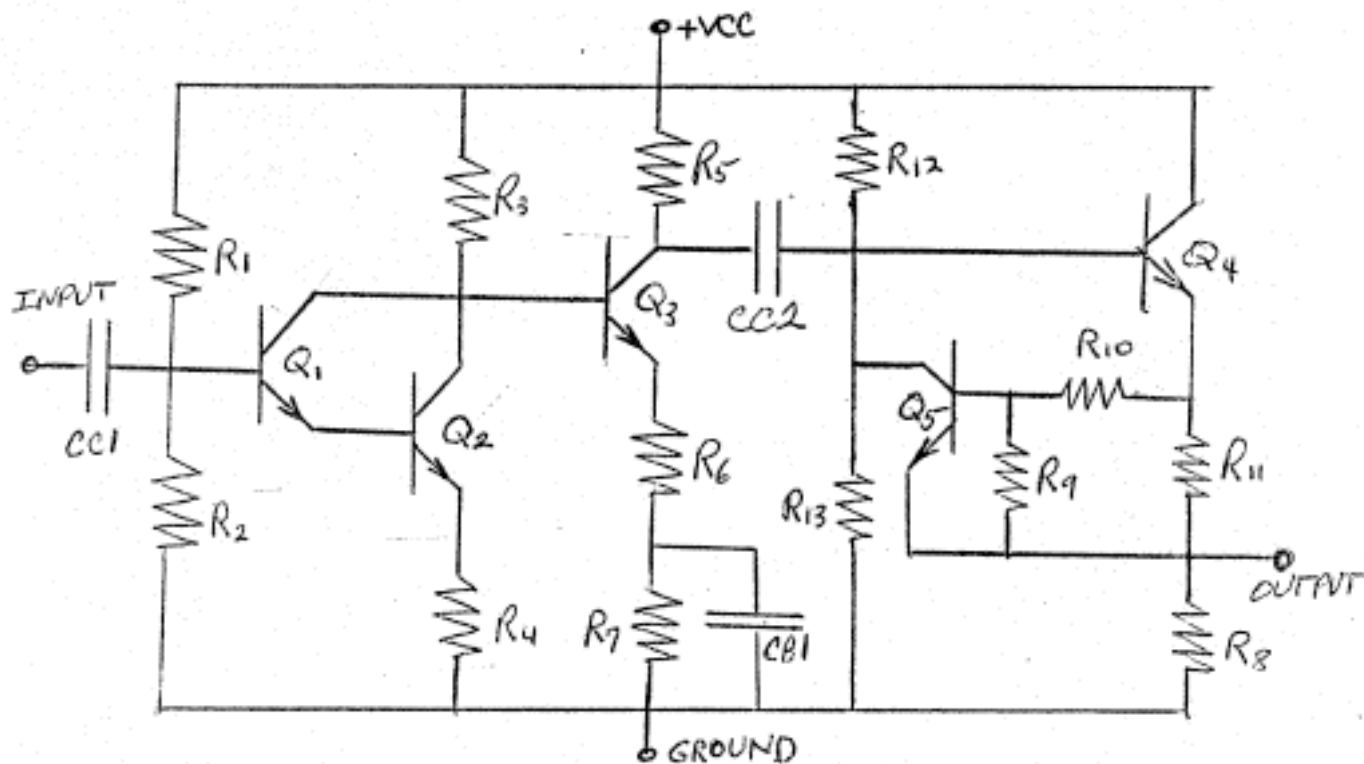 +VCC
R5
R12
R3
R1
Q4
INPUT
Q3
CC2
R10
Q1
Q5
CC1
Q2
R6
R9
R11
R2
R13
OUTPUT
R4
R7
CB1
R8
GROUND